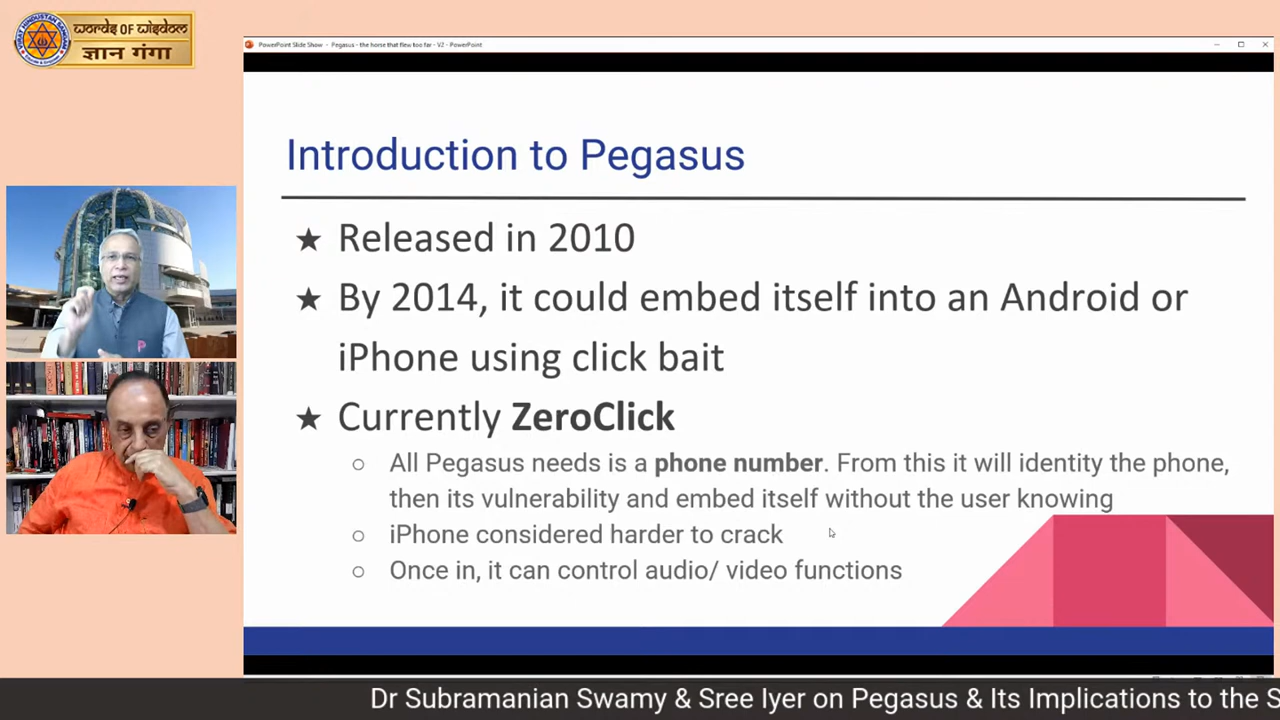 words of wisdom
ज्ञान गंगा
PowerPoint Slide Show - Pegasus - the horse that flew too far - V2 - PowerPoint
Introduction to Pegasus
★ Released in 2010
★ By 2014, it could embed itself into an Android or
iPhone using click bait
★ Currently ZeroClick
○ All Pegasus needs is a phone number. From this it will identity the phone,
then its vulnerability and embed itself without the user knowing
○ iPhone considered harder to crack
○ Once in, it can control audio/ video functions
Dr Subramanian Swamy & Sree Iyer on Pegasus & Its Implications to the S